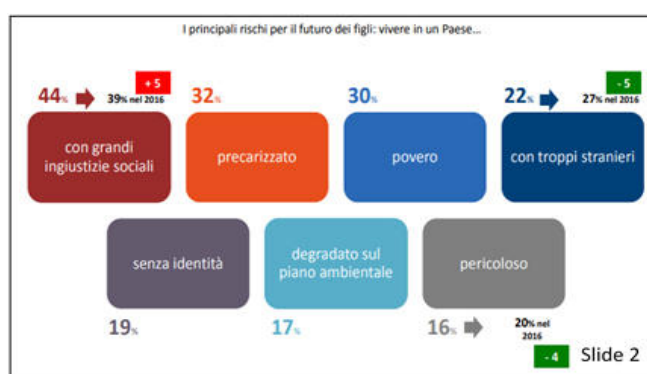 I principali rischi per il futuro dei figli: vivere in un Paese...
+ 5
44% 39% nel 2016
32%
30%
- 5
22% 27% nel 2016
con grandi
ingiustizie sociali
precarizzato
povero
con troppi stranieri
senza identità
degradato sul
piano ambientale
pericoloso
19%
17%
16% 20% nel
2016
- 4
Slide 2